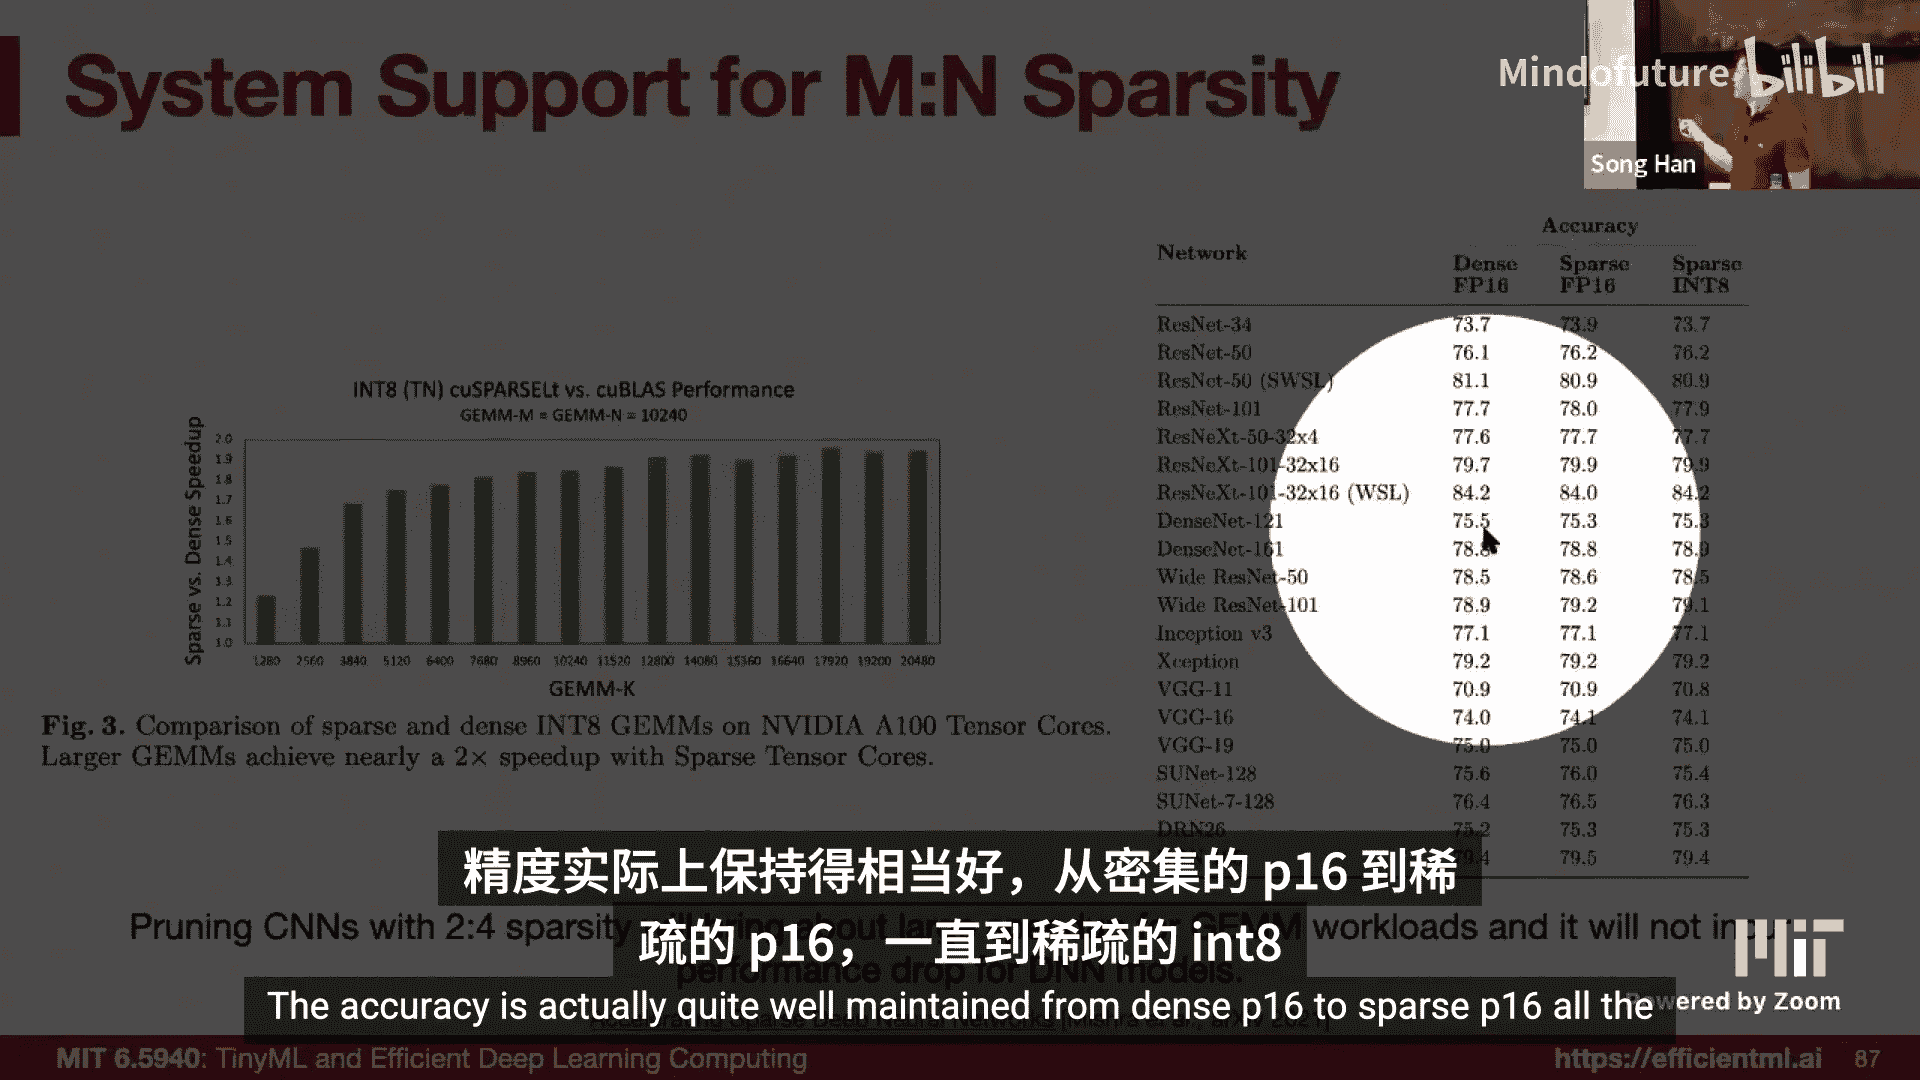 System Support for M:N Sparsity
Mindofuture
bilibili
Song Han
Accuracy
Network
Dense FP16
Sparse FP16
Sparse INT8
ResNet-34 73.7 73.9 73.7
ResNet-50 76.1 76.2 76.2
ResNet-50 (SWSL) 81.1 80.9 80.9
ResNet-101 77.7 78.0 77.9
ResNeXt-50-32x4 77.6 77.7 77.7
ResNeXt-101-32x16 79.7 79.9 79.9
ResNeXt-101-32x16 (WSL) 84.2 84.0 84.2
DenseNet-121 75.5 75.3 75.3
DenseNet-161 78.8 78.8 78.9
Wide ResNet-50 78.5 78.6 78.5
Wide ResNet-101 78.9 79.2 79.1
Inception v3 77.1 77.1 77.1
Xception 79.2 79.2 79.2
VGG-11 70.9 70.9 70.8
VGG-16 74.0 74.1 74.1
VGG-19 75.0 75.0 75.0
SUNet-128 75.6 76.0 75.4
SUNet-7-128 76.4 76.5 76.3
DRN26 75.2 75.3 75.3
79.5 79.4
INT8 (TN) cuSPARSELt vs. cuBLAS Performance
GEMM-M = GEMM-N = 10240
Sparse vs. Dense Speedup
2.0
1.9
1.8
1.7
1.6
1.5
1.4
1.3
1.2
1.1
1.0
1280 2560 3840 5120 6400 7680 8960 10240 11520 12800 14080 15360 16640 17920 19200 20480
GEMM-K
Fig. 3. Comparison of sparse and dense INT8 GEMMs on NVIDIA A100 Tensor Cores.
Larger GEMMs achieve nearly a 2× speedup with Sparse Tensor Cores.
Pruning CNNs with 2:4 sparsity will bring about large for GEMM workloads and it will not incur
performance drop for DNN models.
精度实际上保持得相当好，从密集的 p16 到稀
疏的 p16，一直到稀疏的 int8
The accuracy is actually quite well maintained from dense p16 to sparse p16 all the
MIT
Powered by Zoom
MIT 6.5940: TinyML and Efficient Deep Learning Computing
https://efficientml.ai
87